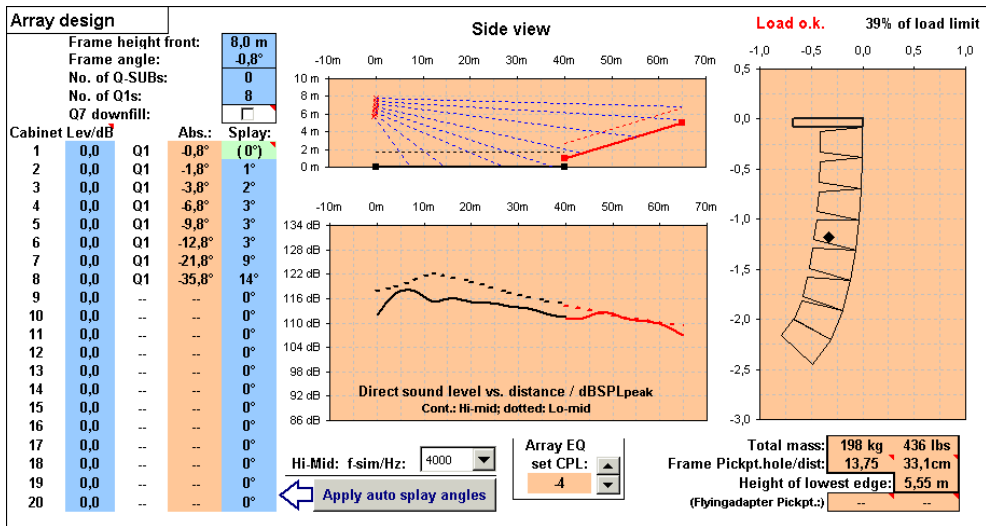 Array design
Frame height front: 8,0 m
Frame angle: -0,8°
No. of Q-SUBs: 0
No. of Q1s: 8
Q7 downfill:
Cabinet Lev/dB Abs.: Splay:
1 0,0 Q1 -0,8° ( 0°)
2 0,0 Q1 -1,8° 1°
3 0,0 Q1 -3,8° 2°
4 0,0 Q1 -6,8° 3°
5 0,0 Q1 -9,8° 3°
6 0,0 Q1 -12,8° 3°
7 0,0 Q1 -21,8° 9°
8 0,0 Q1 -35,8° 14°
9 0,0 -- -- 0°
10 0,0 -- -- 0°
11 0,0 -- -- 0°
12 0,0 -- -- 0°
13 0,0 -- -- 0°
14 0,0 -- -- 0°
15 0,0 -- -- 0°
16 0,0 -- -- 0°
17 0,0 -- -- 0°
18 0,0 -- -- 0°
19 0,0 -- -- 0°
20 0,0 -- -- 0°
Side view
-10m 0m 10m 20m 30m 40m 50m 60m 70m
10 m
8 m
6 m
4 m
2 m
0 m
-10m 0m 10m 20m 30m 40m 50m 60m 70m
134 dB
128 dB
122 dB
116 dB
110 dB
104 dB
98 dB
92 dB
86 dB
Direct sound level vs. distance / dBSPLpeak
Cont.: Hi-mid; dotted: Lo-mid
Hi-Mid: f-sim/Hz: 4000
Apply auto splay angles
Array EQ
set CPL:
-4
Load o.k. 39% of load limit
-1,0 -0,5 0,0 0,5 1,0
0,5
0,0
-0,5
-1,0
-1,5
-2,0
-2,5
-3,0
Total mass: 198 kg 436 lbs
Frame Pickpt.hole/dist: 13,75 33,1cm
Height of lowest edge: 5,55 m
(Flyingadapter Pickpt.:) -- --